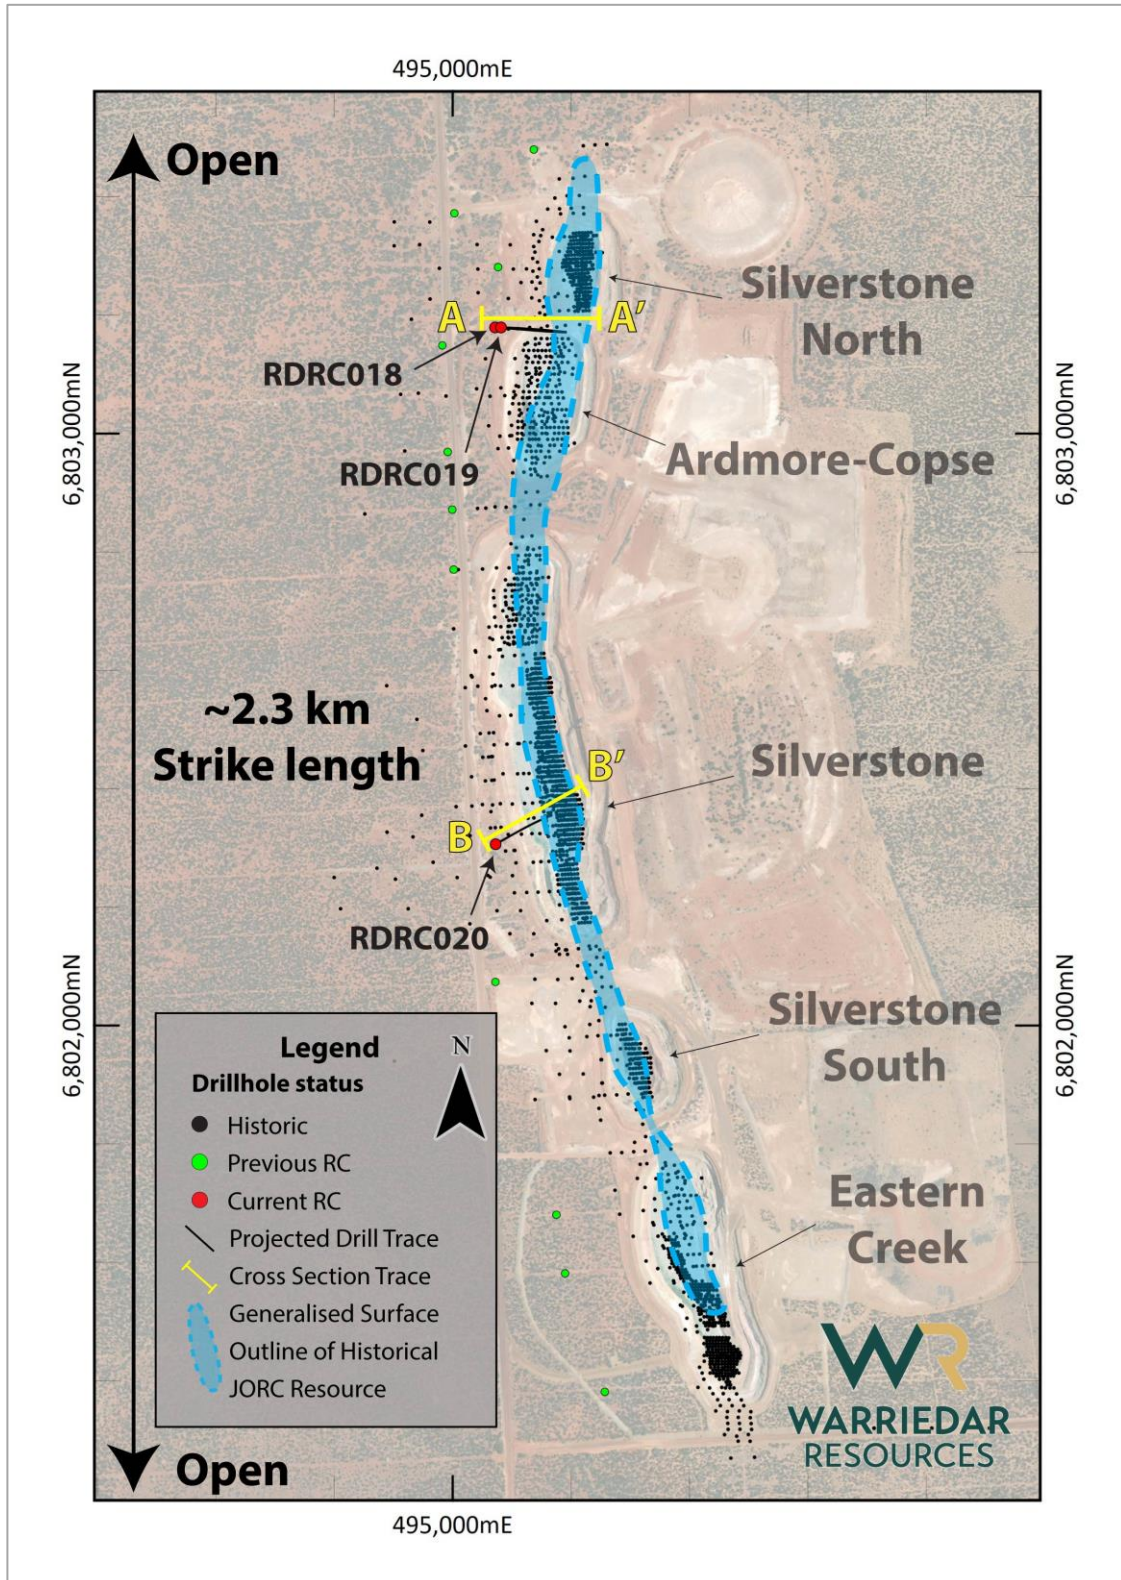 495,000mE
Open
Silverstone
North
A
A'
RDRC018
6,803,000mN
6,803,000mN
Ardmore-Copse
RDRC019
~2.3 km
Strike length
B'
Silverstone
B
RDRC020
6,802,000mN
6,802,000mN
Silverstone
South
Legend
N
Drillhole status
Historic
Previous RC
Current RC
Projected Drill Trace
Cross Section Trace
Generalised Surface
Outline of Historical
JORC Resource
Eastern
Creek
WR
WARRIEDAR
RESOURCES
Open
495,000mE